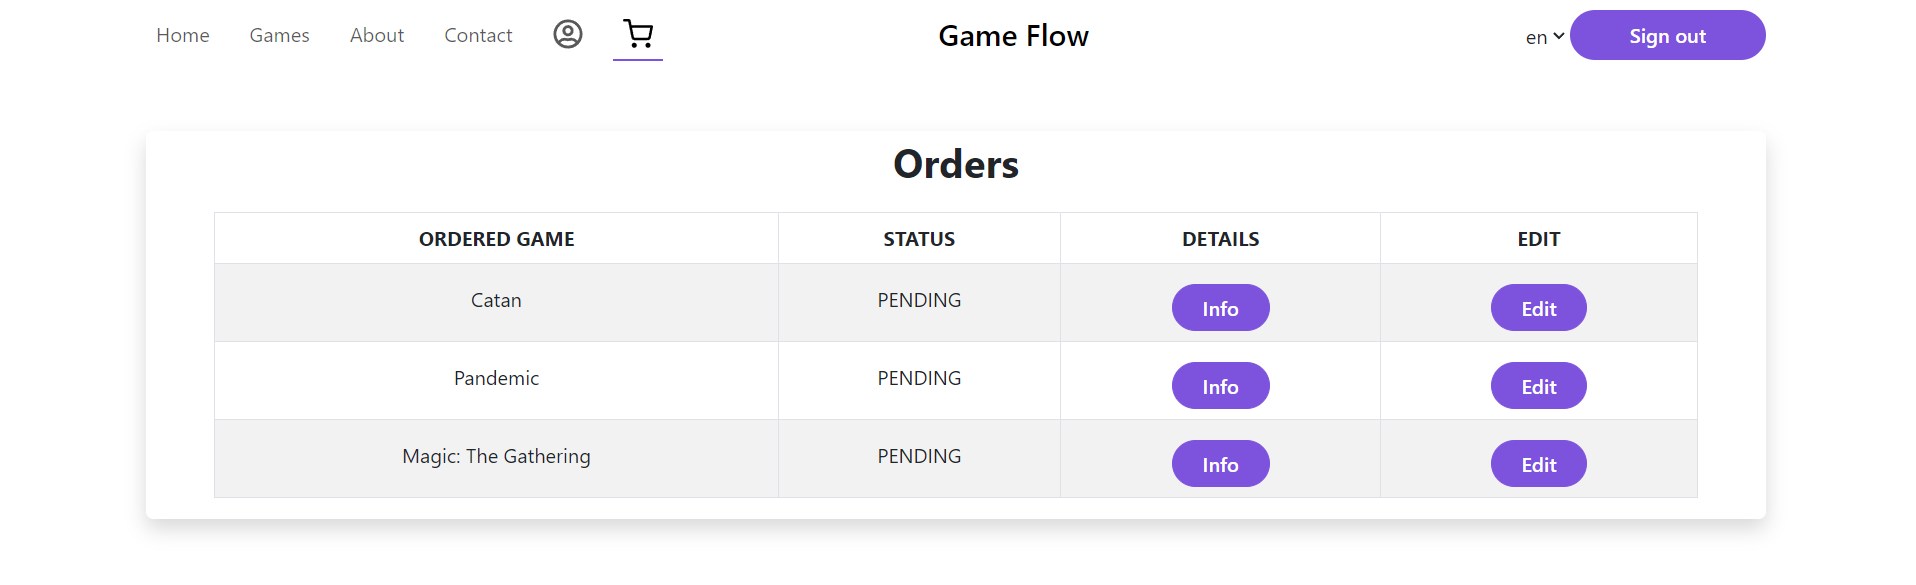 Home Games About Contact Game Flow en Sign out
Orders
ORDERED GAME STATUS DETAILS EDIT
Catan PENDING Info Edit
Pandemic PENDING Info Edit
Magic: The Gathering PENDING Info Edit